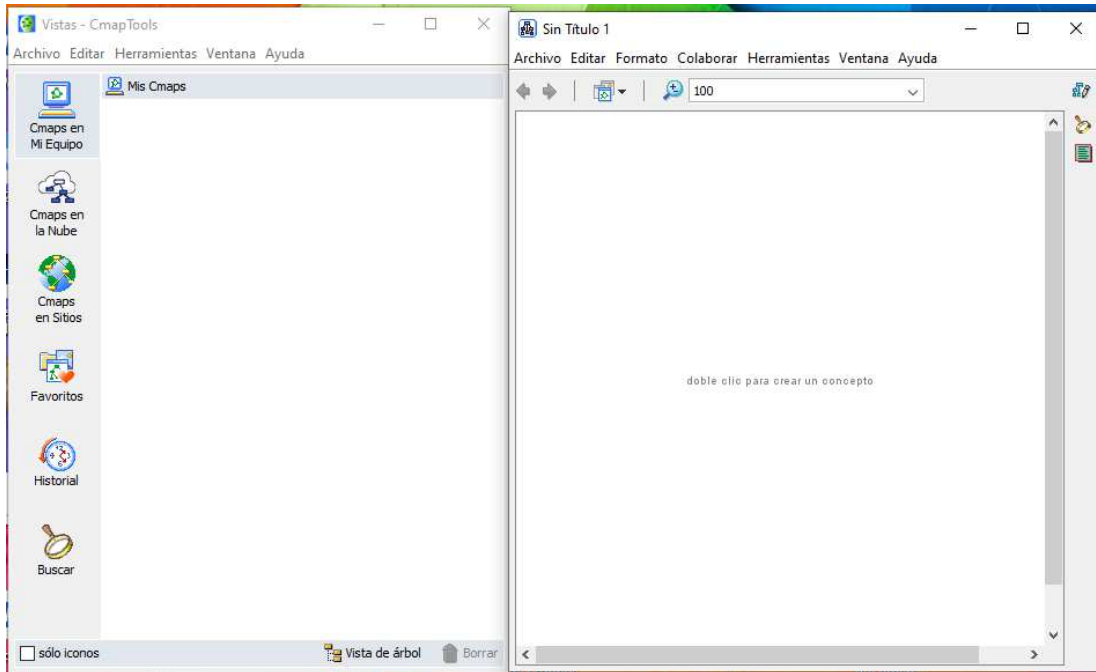 Vistas - CmapTools
Archivo Editar Herramientas Ventana Ayuda
Mis Cmaps
Cmaps en
Mi Equipo
Cmaps en
la Nube
Cmaps
en Sitios
Favoritos
Historial
Buscar
sólo iconos
Vista de árbol
Borrar
Sin Título 1
Archivo Editar Formato Colaborar Herramientas Ventana Ayuda
100
doble clic para crear un concepto